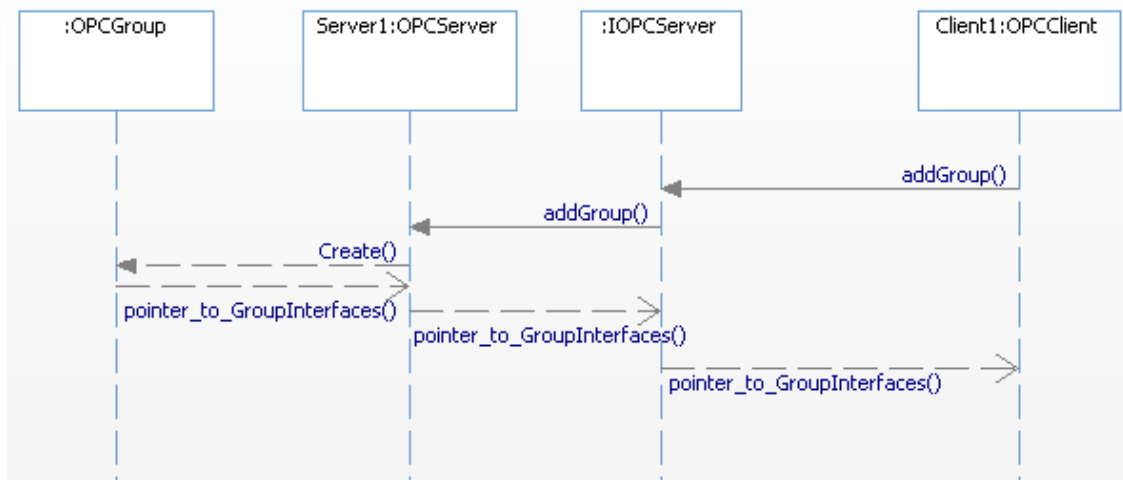 :OPCGroup
Server1:OPCServer
:IOPCServer
Client1:OPCClient
addGroup()
addGroup()
Create()
pointer_to_GroupInterfaces()
pointer_to_GroupInterfaces()
pointer_to_GroupInterfaces()